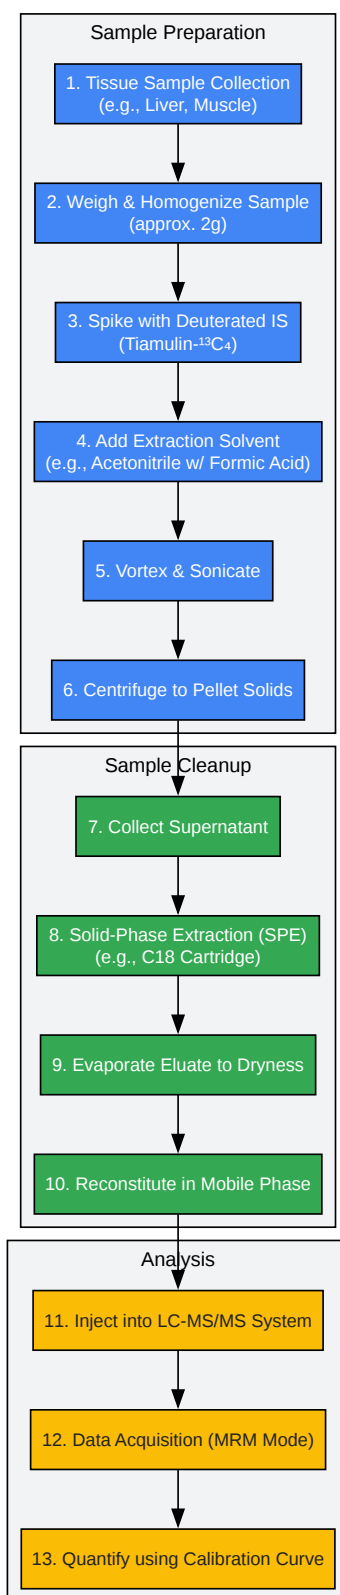 Sample Preparation
1. Tissue Sample Collection
(e.g., Liver, Muscle)
2. Weigh & Homogenize Sample
(approx. 2g)
3. Spike with Deuterated IS
(Tiamulin-¹³C₄)
4. Add Extraction Solvent
(e.g., Acetonitrile w/ Formic Acid)
5. Vortex & Sonicate
6. Centrifuge to Pellet Solids
Sample Cleanup
7. Collect Supernatant
8. Solid-Phase Extraction (SPE)
(e.g., C18 Cartridge)
9. Evaporate Eluate to Dryness
10. Reconstitute in Mobile Phase
Analysis
11. Inject into LC-MS/MS System
12. Data Acquisition (MRM Mode)
13. Quantify using Calibration Curve